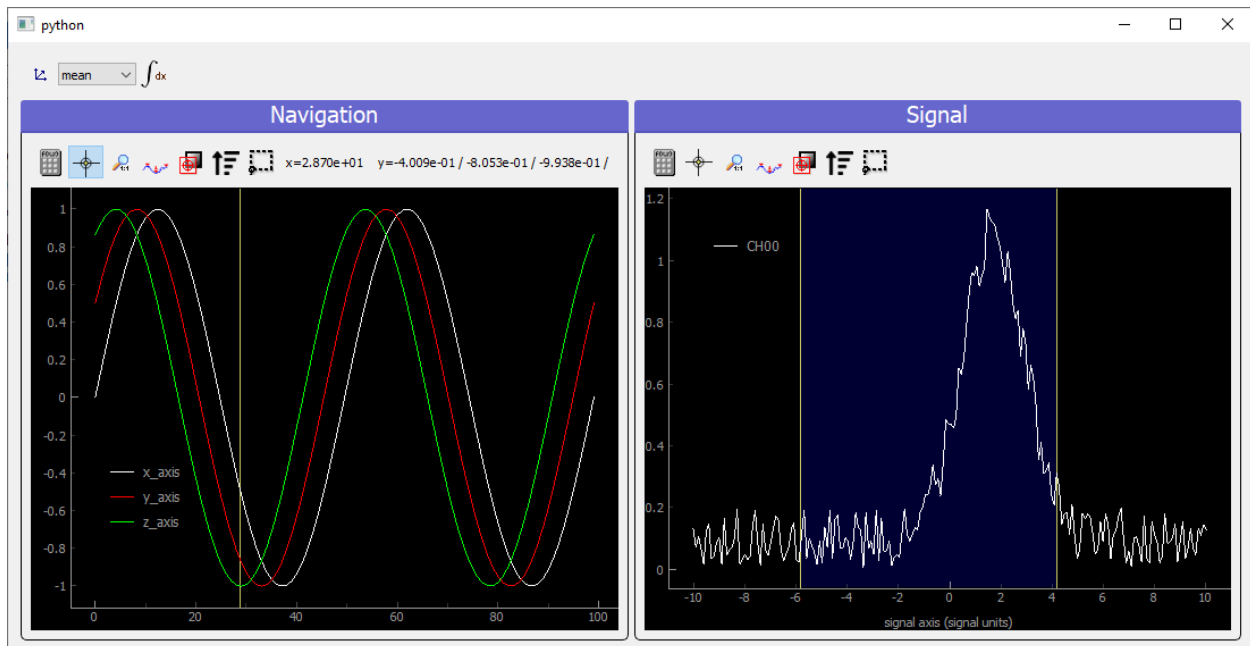 python
mean
∫dx
Navigation
Signal
x=2.870e+01 y=-4.009e-01 / -8.053e-01 / -9.938e-01 /
1
0.8
0.6
0.4
0.2
0
-0.2
-0.4
-0.6
-0.8
-1
x_axis
y_axis
z_axis
0 20 40 60 80 100
1.2
1
0.8
0.6
0.4
0.2
0
CH00
-10 -8 -6 -4 -2 0 2 4 6 8 10
signal axis (signal units)